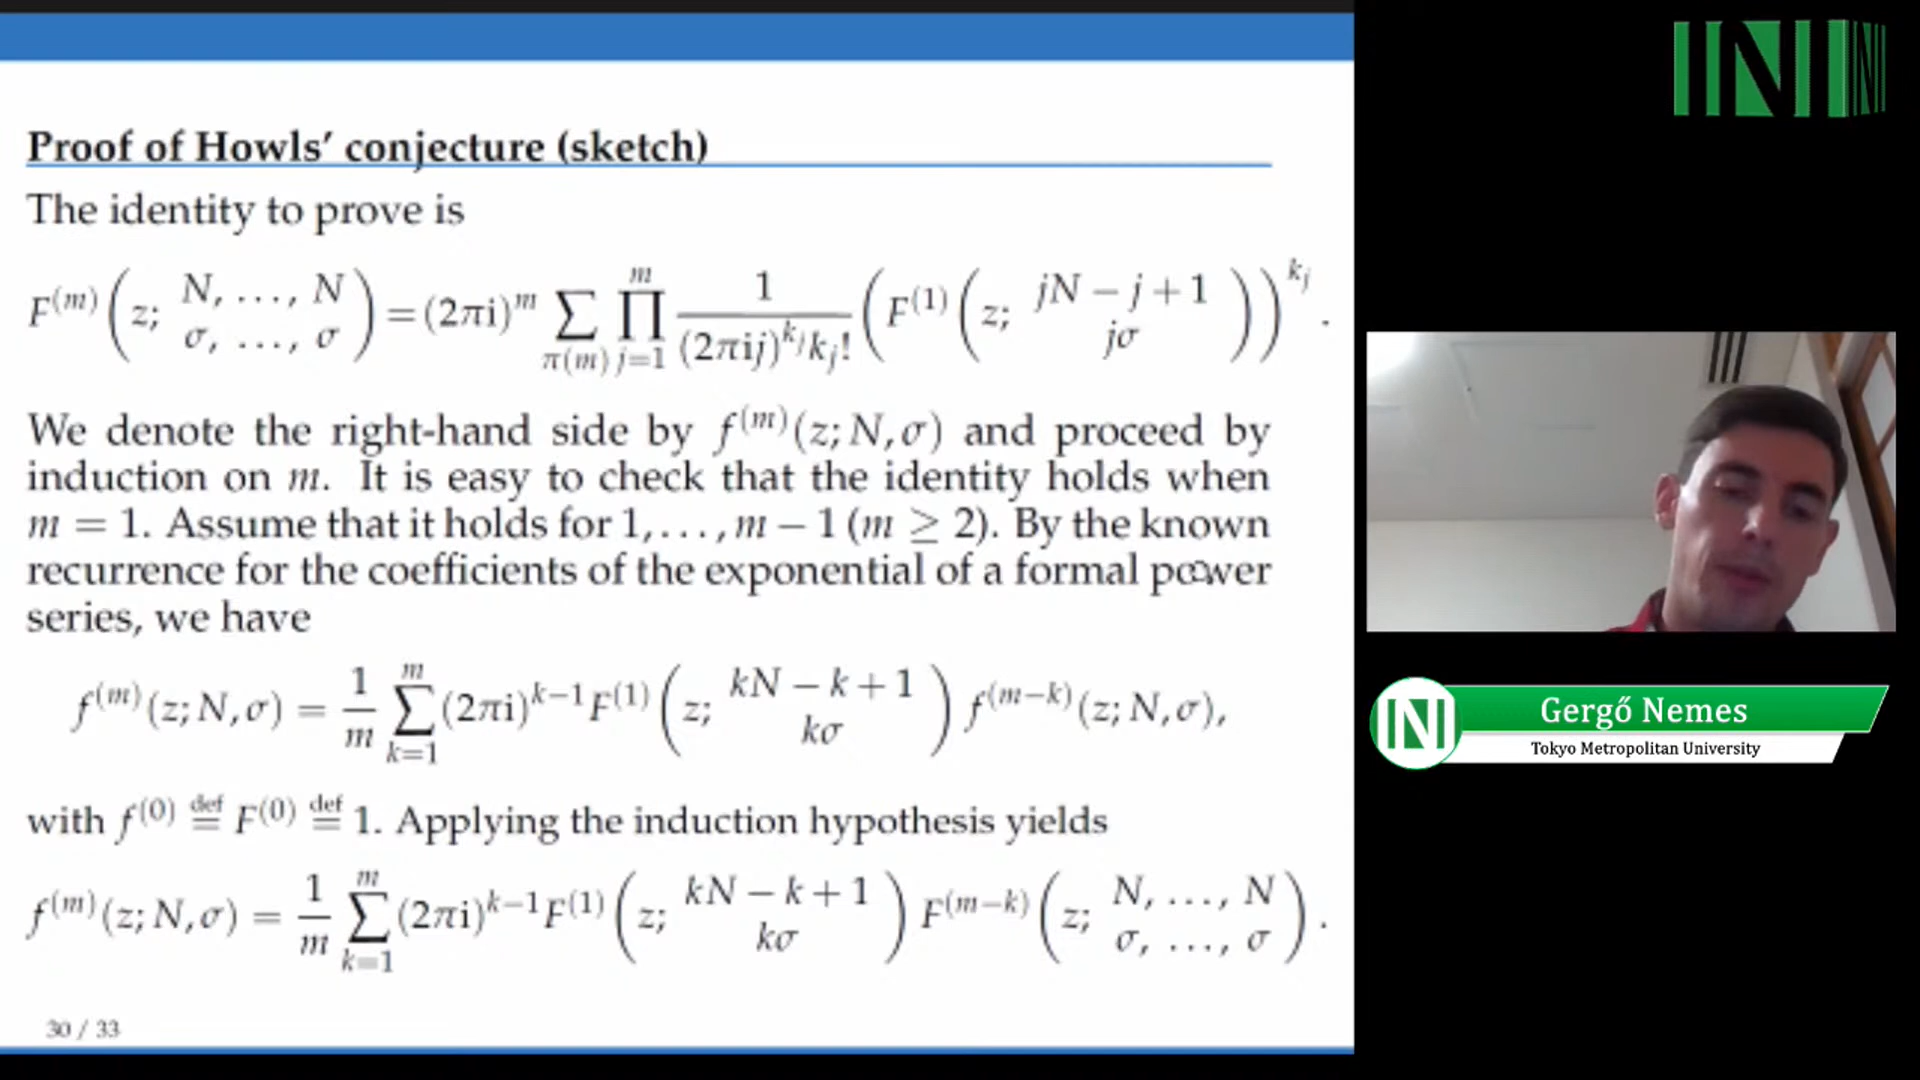 Proof of Howls' conjecture (sketch)
The identity to prove is
F^{(m)}(z; N, ..., N / σ, ..., σ) = (2πi)^m ∑_{π(m)} ∏_{j=1}^{m} 1/((2πij)^{k_j} k_j!) (F^{(1)}(z; jN − j + 1 / jσ))^{k_j}.
We denote the right-hand side by f^{(m)}(z; N, σ) and proceed by
induction on m. It is easy to check that the identity holds when
m = 1. Assume that it holds for 1, ..., m − 1 (m ≥ 2). By the known
recurrence for the coefficients of the exponential of a formal power
series, we have
f^{(m)}(z; N, σ) = 1/m ∑_{k=1}^{m} (2πi)^{k−1} F^{(1)}(z; kN − k + 1 / kσ) f^{(m−k)}(z; N, σ),
with f^{(0)} def= F^{(0)} def= 1. Applying the induction hypothesis yields
f^{(m)}(z; N, σ) = 1/m ∑_{k=1}^{m} (2πi)^{k−1} F^{(1)}(z; kN − k + 1 / kσ) F^{(m−k)}(z; N, ..., N / σ, ..., σ).
30 / 33
INI
INI
Gergő Nemes
Tokyo Metropolitan University